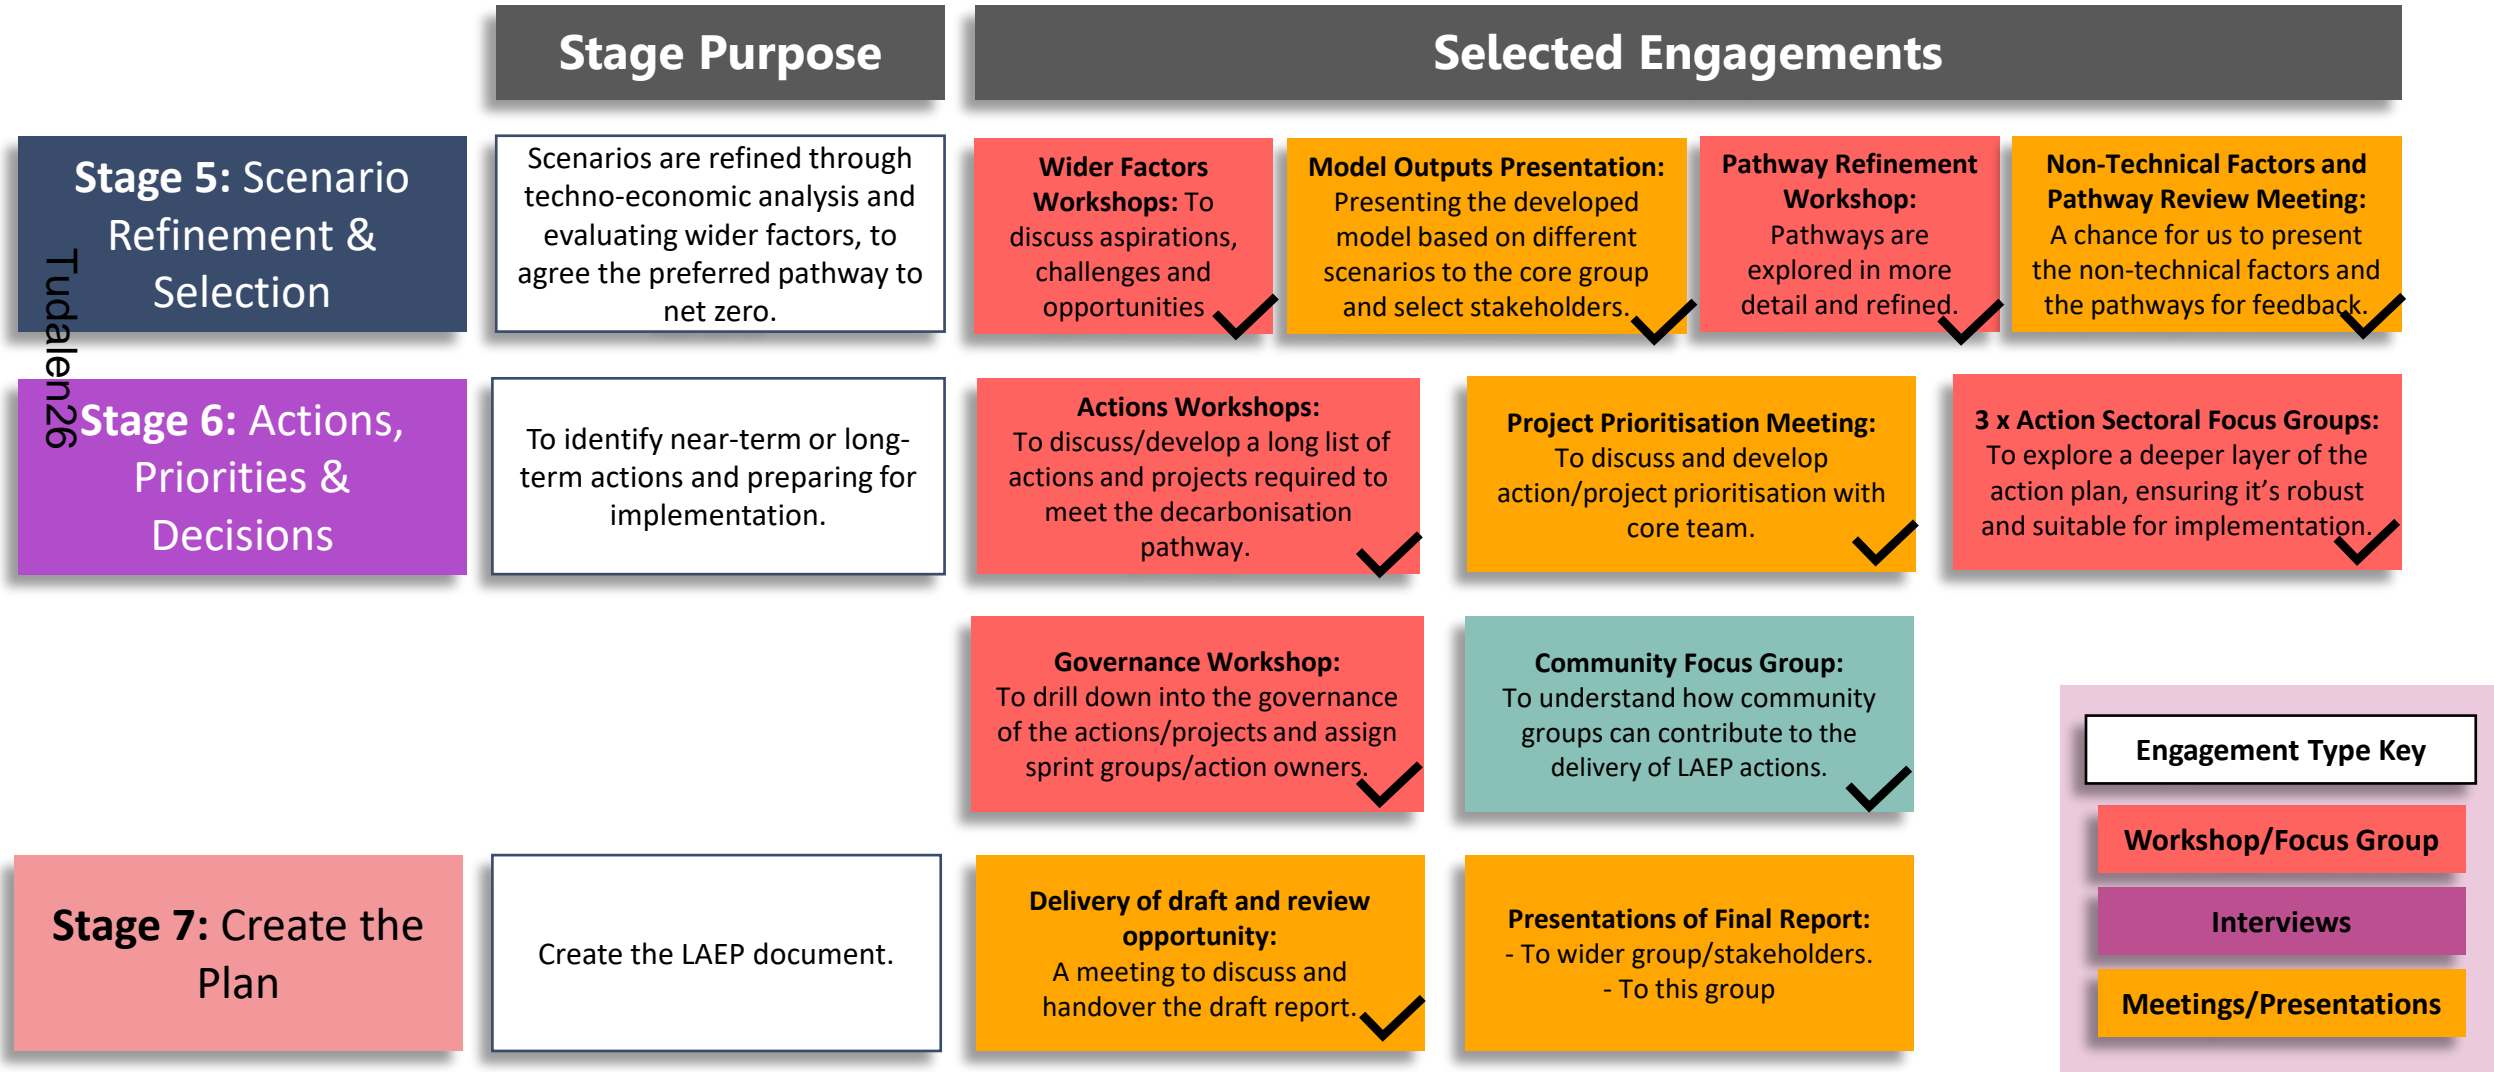 Stage Purpose
Selected Engagements
Stage 5: Scenario
Refinement &
Selection
Scenarios are refined through
techno-economic analysis and
evaluating wider factors, to
agree the preferred pathway to
net zero.
Wider Factors
Workshops: To
discuss aspirations,
challenges and
opportunities
Model Outputs Presentation:
Presenting the developed
model based on different
scenarios to the core group
and select stakeholders.
Pathway Refinement
Workshop:
Pathways are
explored in more
detail and refined.
Non-Technical Factors and
Pathway Review Meeting:
A chance for us to present
the non-technical factors and
the pathways for feedback.
Tudalen26
Stage 6: Actions,
Priorities &
Decisions
To identify near-term or long-
term actions and preparing for
implementation.
Actions Workshops:
To discuss/develop a long list of
actions and projects required to
meet the decarbonisation
pathway.
Project Prioritisation Meeting:
To discuss and develop
action/project prioritisation with
core team.
3 x Action Sectoral Focus Groups:
To explore a deeper layer of the
action plan, ensuring it’s robust
and suitable for implementation.
Governance Workshop:
To drill down into the governance
of the actions/projects and assign
sprint groups/action owners.
Community Focus Group:
To understand how community
groups can contribute to the
delivery of LAEP actions.
Stage 7: Create the
Plan
Create the LAEP document.
Delivery of draft and review
opportunity:
A meeting to discuss and
handover the draft report.
Presentations of Final Report:
- To wider group/stakeholders.
- To this group
Engagement Type Key
Workshop/Focus Group
Interviews
Meetings/Presentations